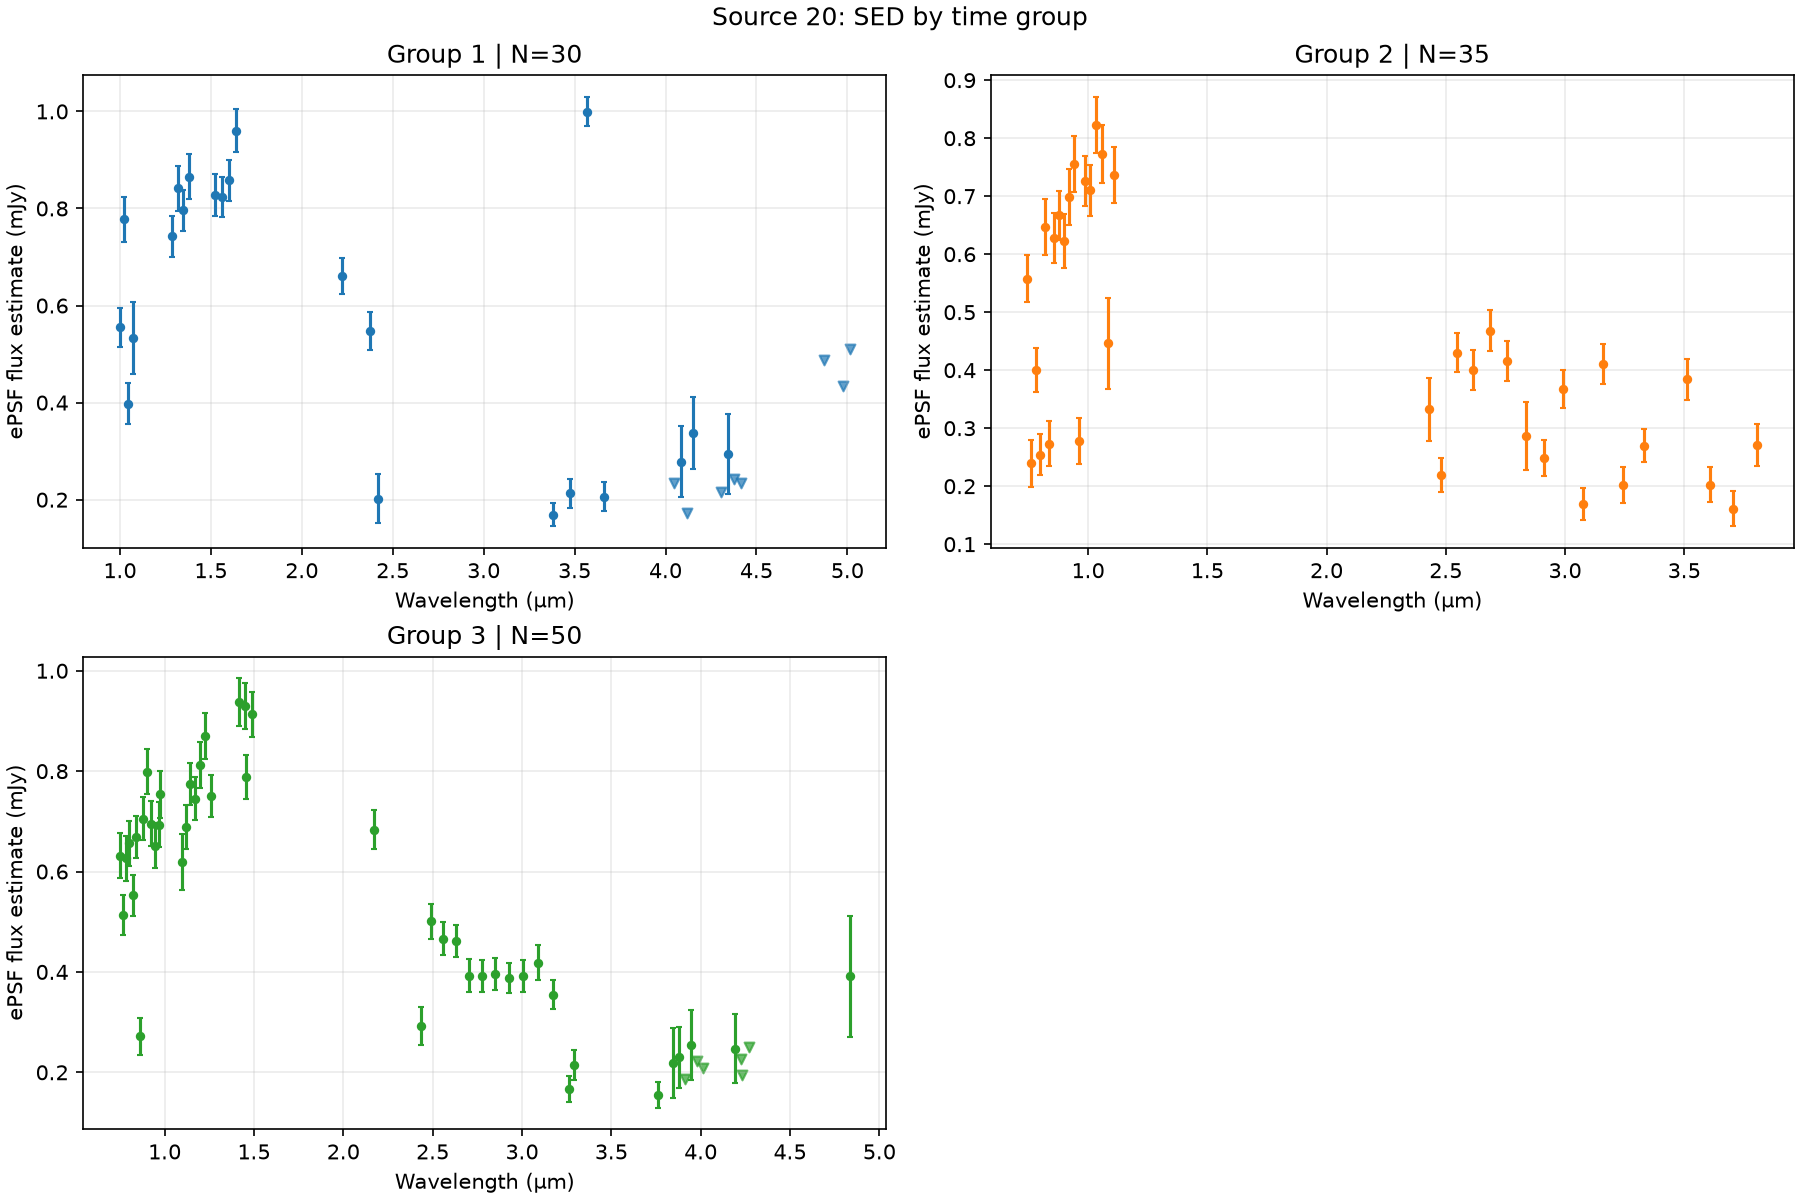 Source 20: SED by time group
Group 1 | N=30
1.0
0.8
0.6
0.4
0.2
ePSF flux estimate (mJy)
1.0 1.5 2.0 2.5 3.0 3.5 4.0 4.5 5.0
Wavelength (µm)
Group 2 | N=35
0.9
0.8
0.7
0.6
0.5
0.4
0.3
0.2
0.1
ePSF flux estimate (mJy)
1.0 1.5 2.0 2.5 3.0 3.5
Wavelength (µm)
Group 3 | N=50
1.0
0.8
0.6
0.4
0.2
ePSF flux estimate (mJy)
1.0 1.5 2.0 2.5 3.0 3.5 4.0 4.5 5.0
Wavelength (µm)